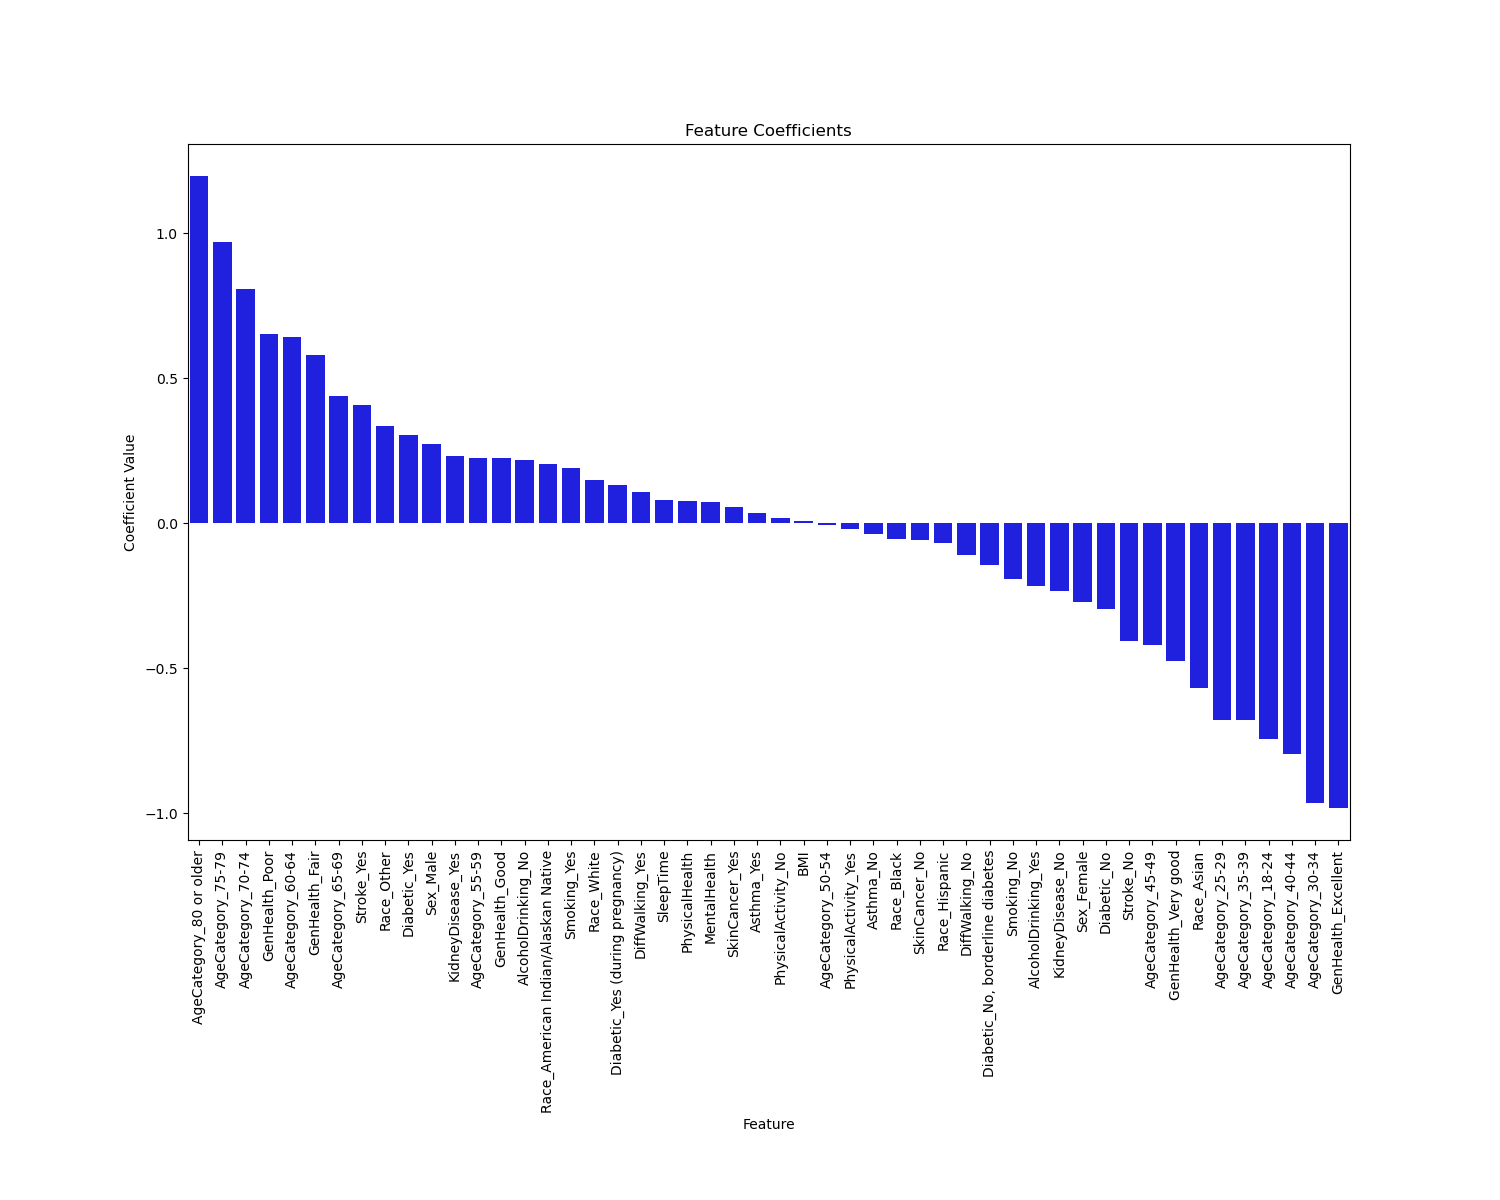 Feature Coefficients
Coefficient Value
1.0
0.5
0.0
−0.5
−1.0
AgeCategory_80 or older
AgeCategory_75-79
AgeCategory_70-74
GenHealth_Poor
AgeCategory_60-64
GenHealth_Fair
AgeCategory_65-69
Stroke_Yes
Race_Other
Diabetic_Yes
Sex_Male
KidneyDisease_Yes
AgeCategory_55-59
GenHealth_Good
AlcoholDrinking_No
Race_American Indian/Alaskan Native
Smoking_Yes
Race_White
Diabetic_Yes (during pregnancy)
DiffWalking_Yes
SleepTime
PhysicalHealth
MentalHealth
SkinCancer_Yes
Asthma_Yes
PhysicalActivity_No
BMI
AgeCategory_50-54
PhysicalActivity_Yes
Asthma_No
Race_Black
SkinCancer_No
Race_Hispanic
DiffWalking_No
Diabetic_No, borderline diabetes
Smoking_No
AlcoholDrinking_Yes
KidneyDisease_No
Sex_Female
Diabetic_No
Stroke_No
AgeCategory_45-49
GenHealth_Very good
Race_Asian
AgeCategory_25-29
AgeCategory_35-39
AgeCategory_18-24
AgeCategory_40-44
AgeCategory_30-34
GenHealth_Excellent
Feature